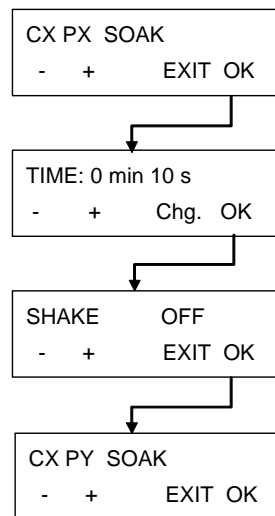 CX PX SOAK
- + EXIT OK
TIME: 0 min 10 s
- + Chg. OK
SHAKE OFF
- + EXIT OK
CX PY SOAK
- + EXIT OK